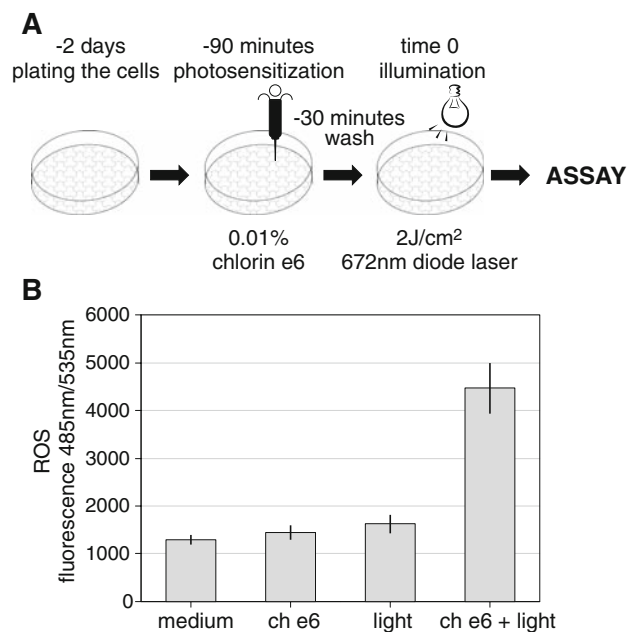 A
-2 days
plating the cells
-90 minutes
photosensitization
time 0
illumination
-30 minutes
wash
ASSAY
0.01%
chlorin e6
2J/cm²
672nm diode laser
B
ROS
fluorescence 485nm/535nm
6000
5000
4000
3000
2000
1000
0
medium
ch e6
light
ch e6 + light